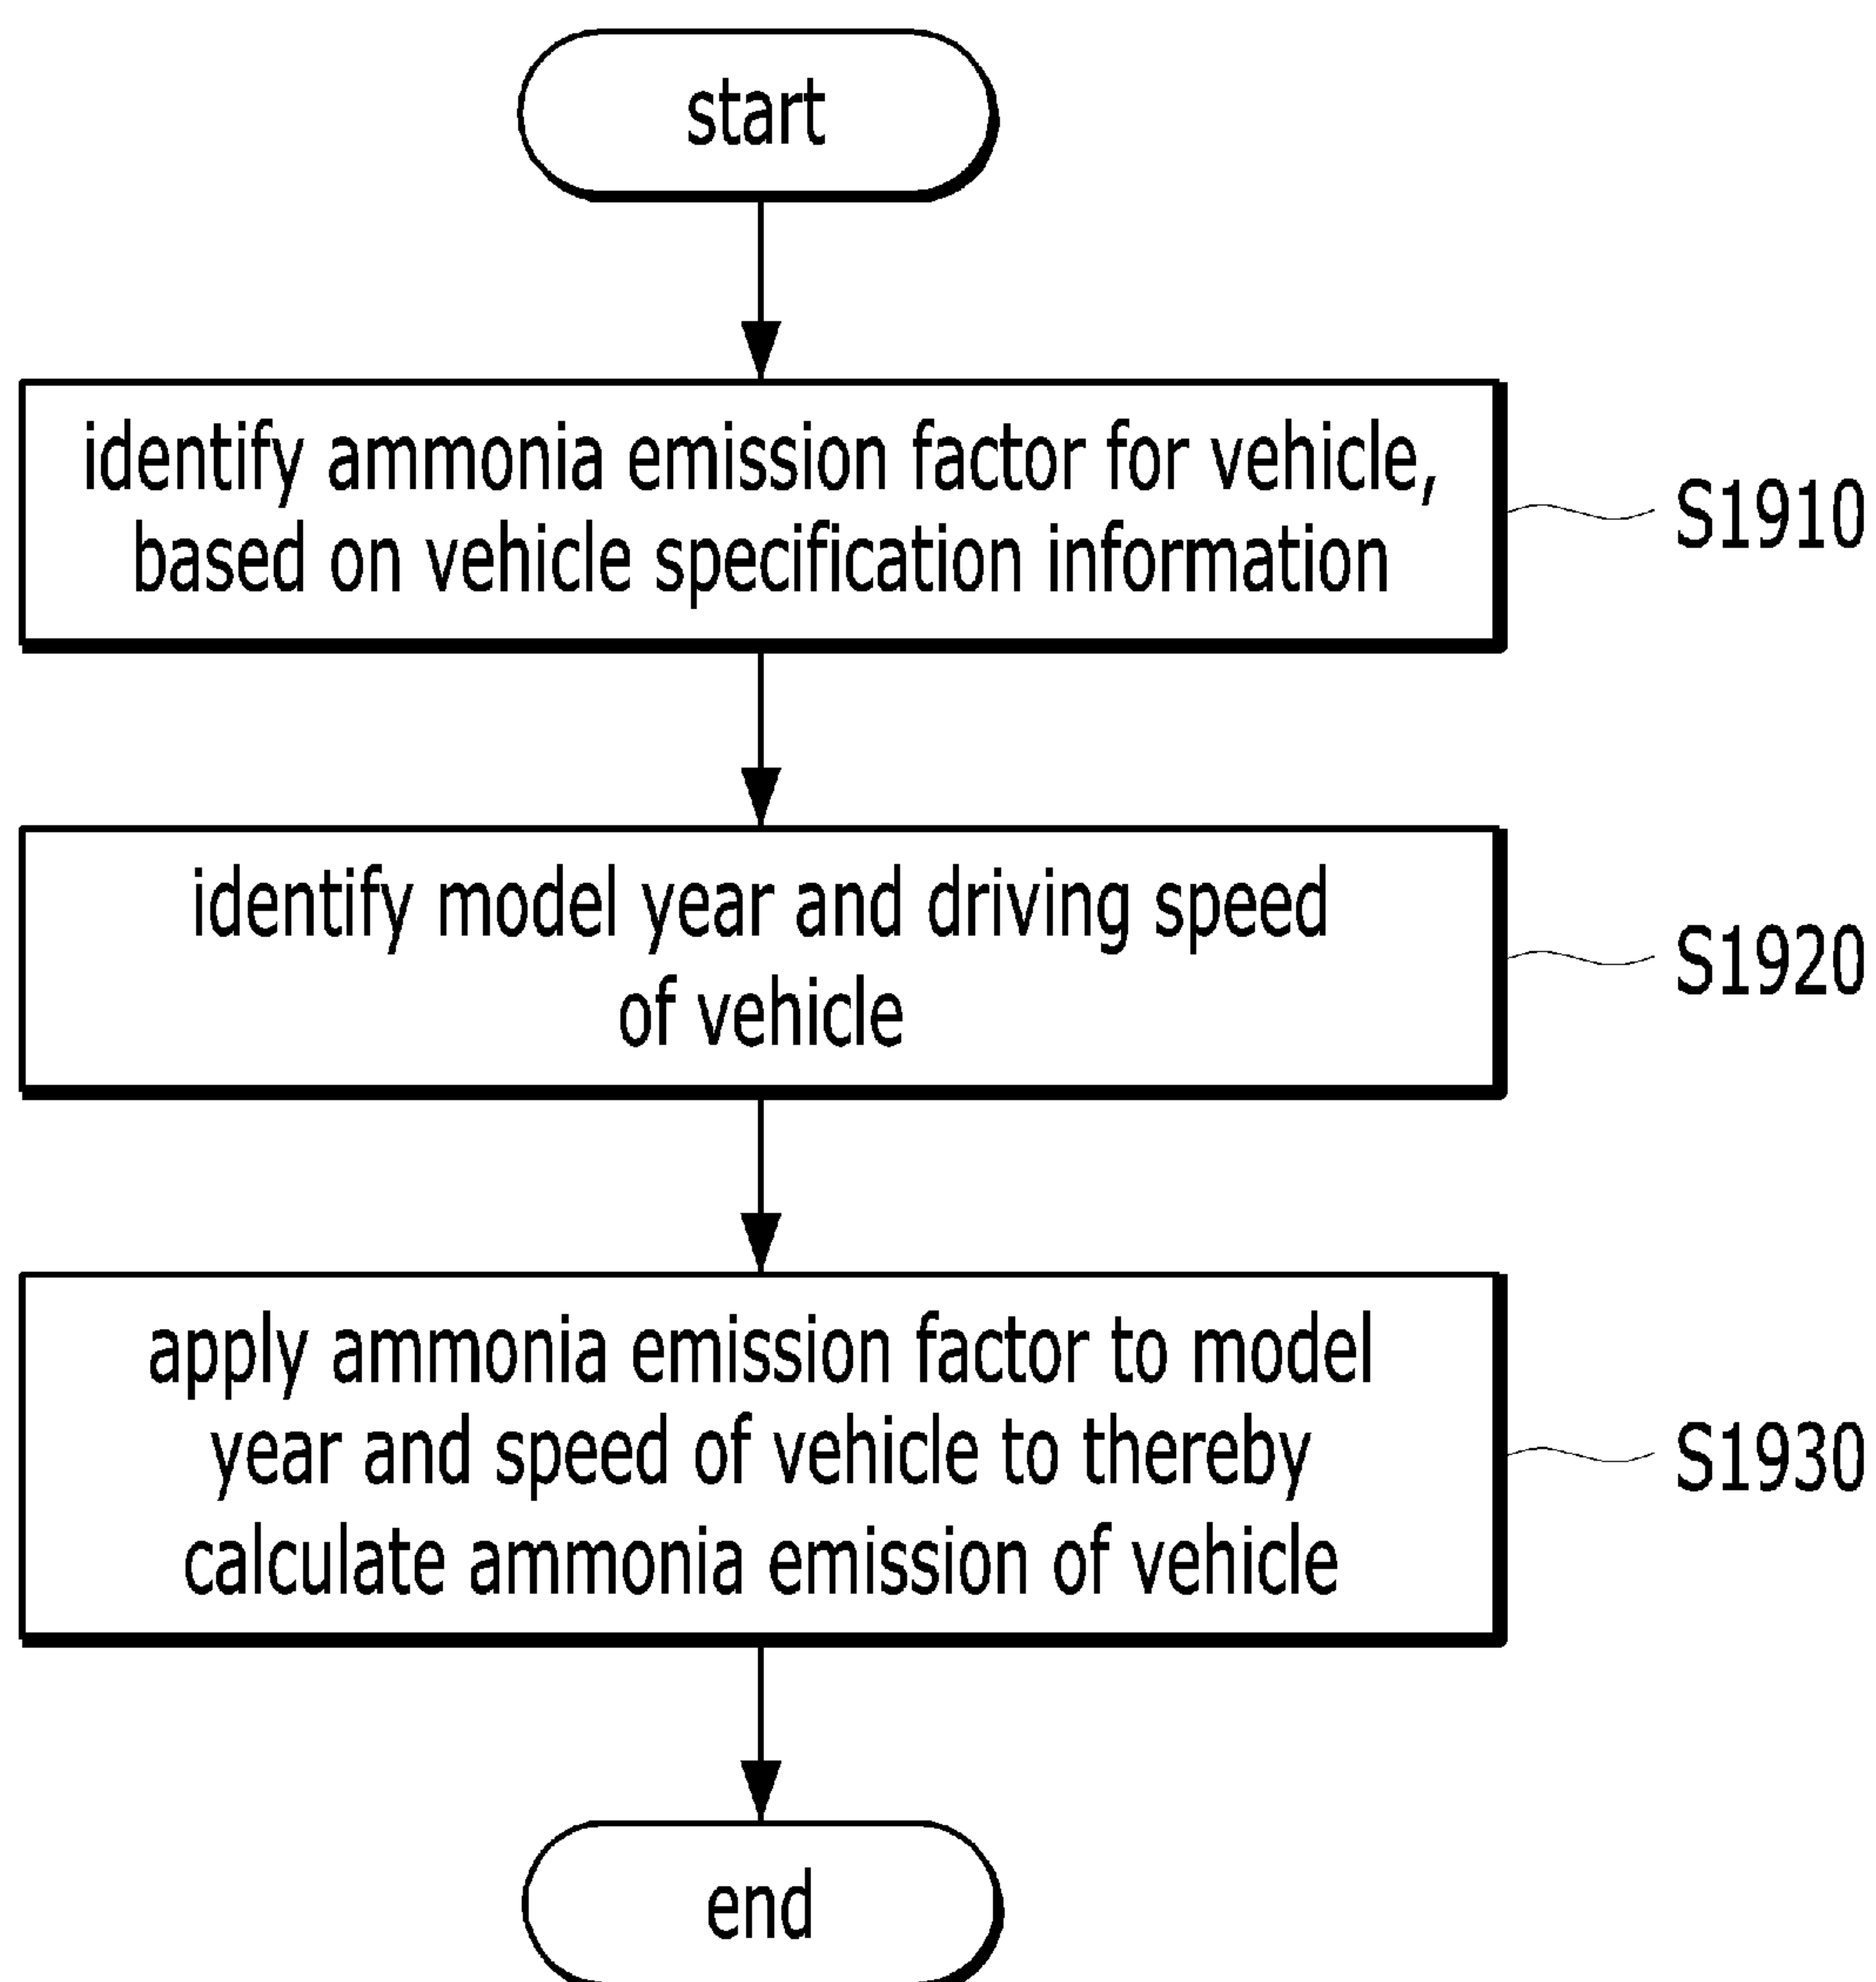 start
identify ammonia emission factor for vehicle,
based on vehicle specification information
S1910
identify model year and driving speed
of vehicle
S1920
apply ammonia emission factor to model
year and speed of vehicle to thereby
calculate ammonia emission of vehicle
S1930
end